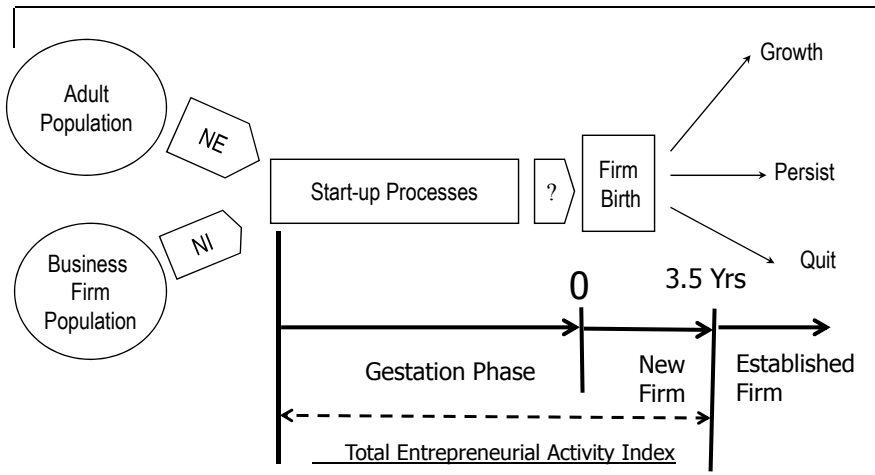 Adult
Population
NE
Business
Firm
Population
NI
Start-up Processes
?
Firm
Birth
Growth
Persist
Quit
0
3.5 Yrs
Gestation Phase
New
Firm
Established
Firm
Total Entrepreneurial Activity Index